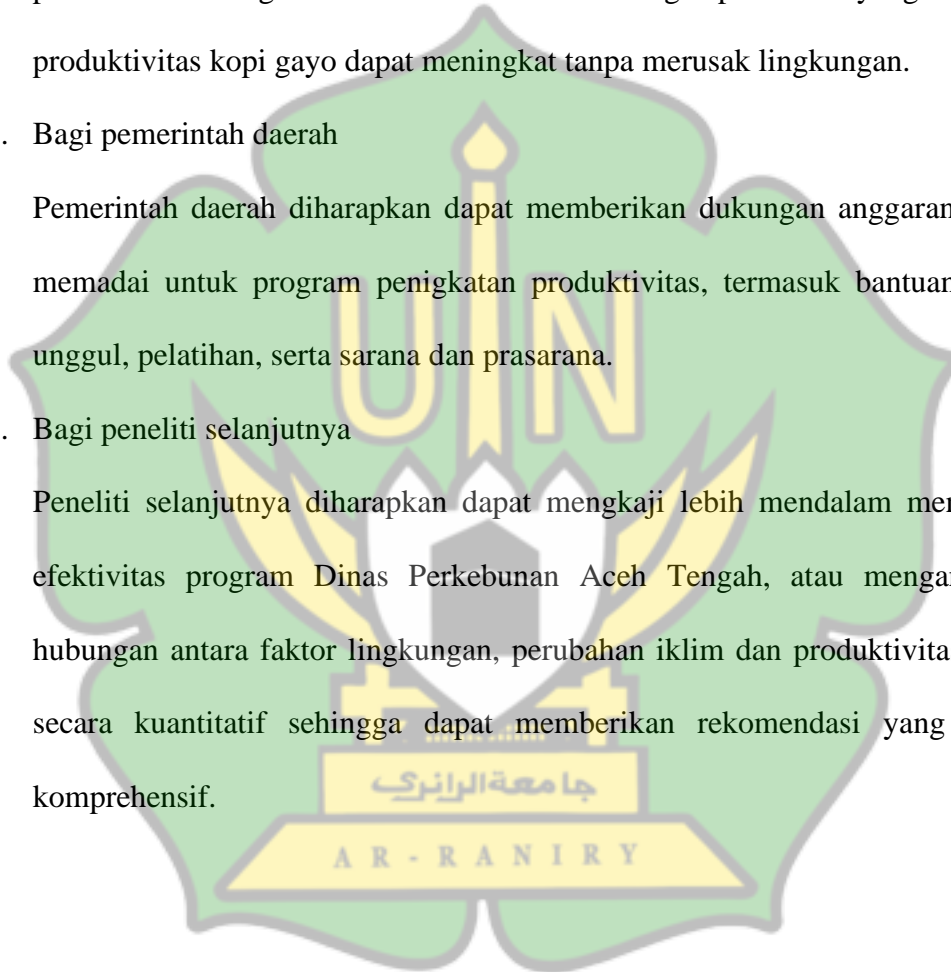 produktivitas kopi gayo dapat meningkat tanpa merusak lingkungan.
. Bagi pemerintah daerah
Pemerintah daerah diharapkan dapat memberikan dukungan anggaran
memadai untuk program penigkatan produktivitas, termasuk bantuan
unggul, pelatihan, serta sarana dan prasarana.
. Bagi peneliti selanjutnya
Peneliti selanjutnya diharapkan dapat mengkaji lebih mendalam
efektivitas program Dinas Perkebunan Aceh Tengah, atau
hubungan antara faktor lingkungan, perubahan iklim dan
secara kuantitatif sehingga dapat memberikan rekomendasi yang
komprehensif.
UIN
جامعة الرانري
AR-RANIRY